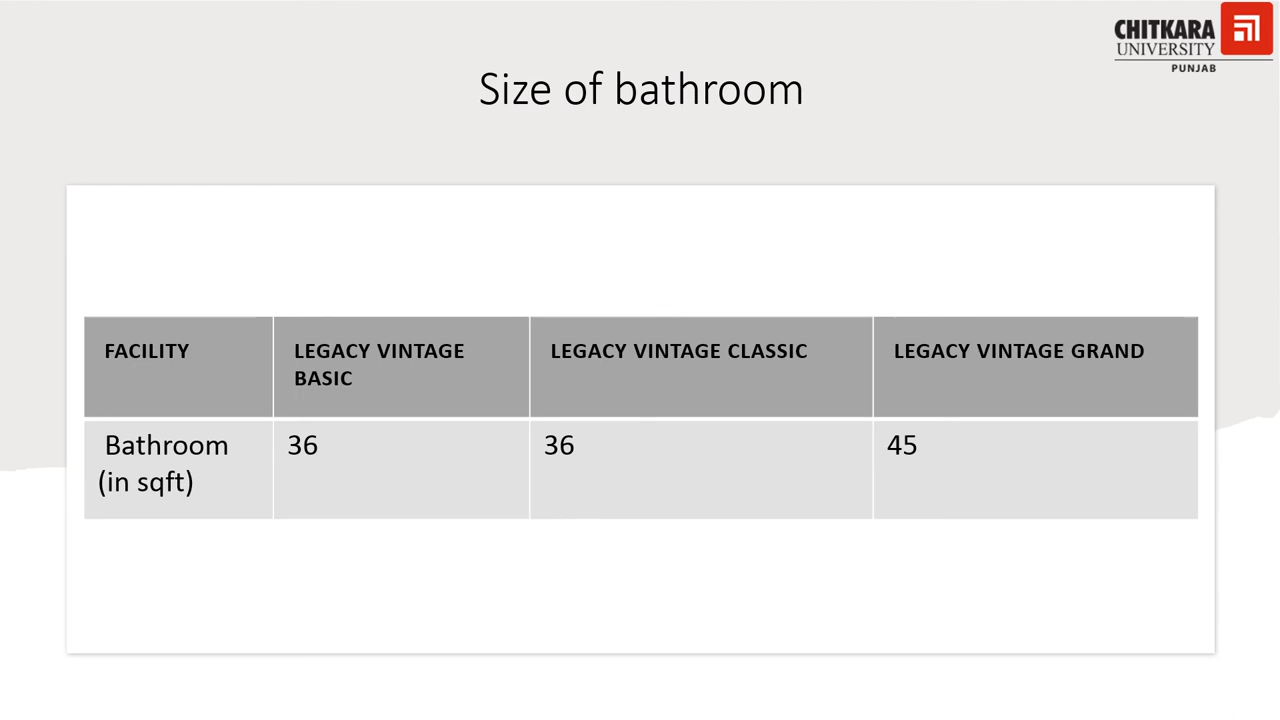 CHITKARA
UNIVERSITY
PUNJAB
Size of bathroom
FACILITY
LEGACY VINTAGE
BASIC
LEGACY VINTAGE CLASSIC
LEGACY VINTAGE GRAND
Bathroom
(in sqft)
36
36
45